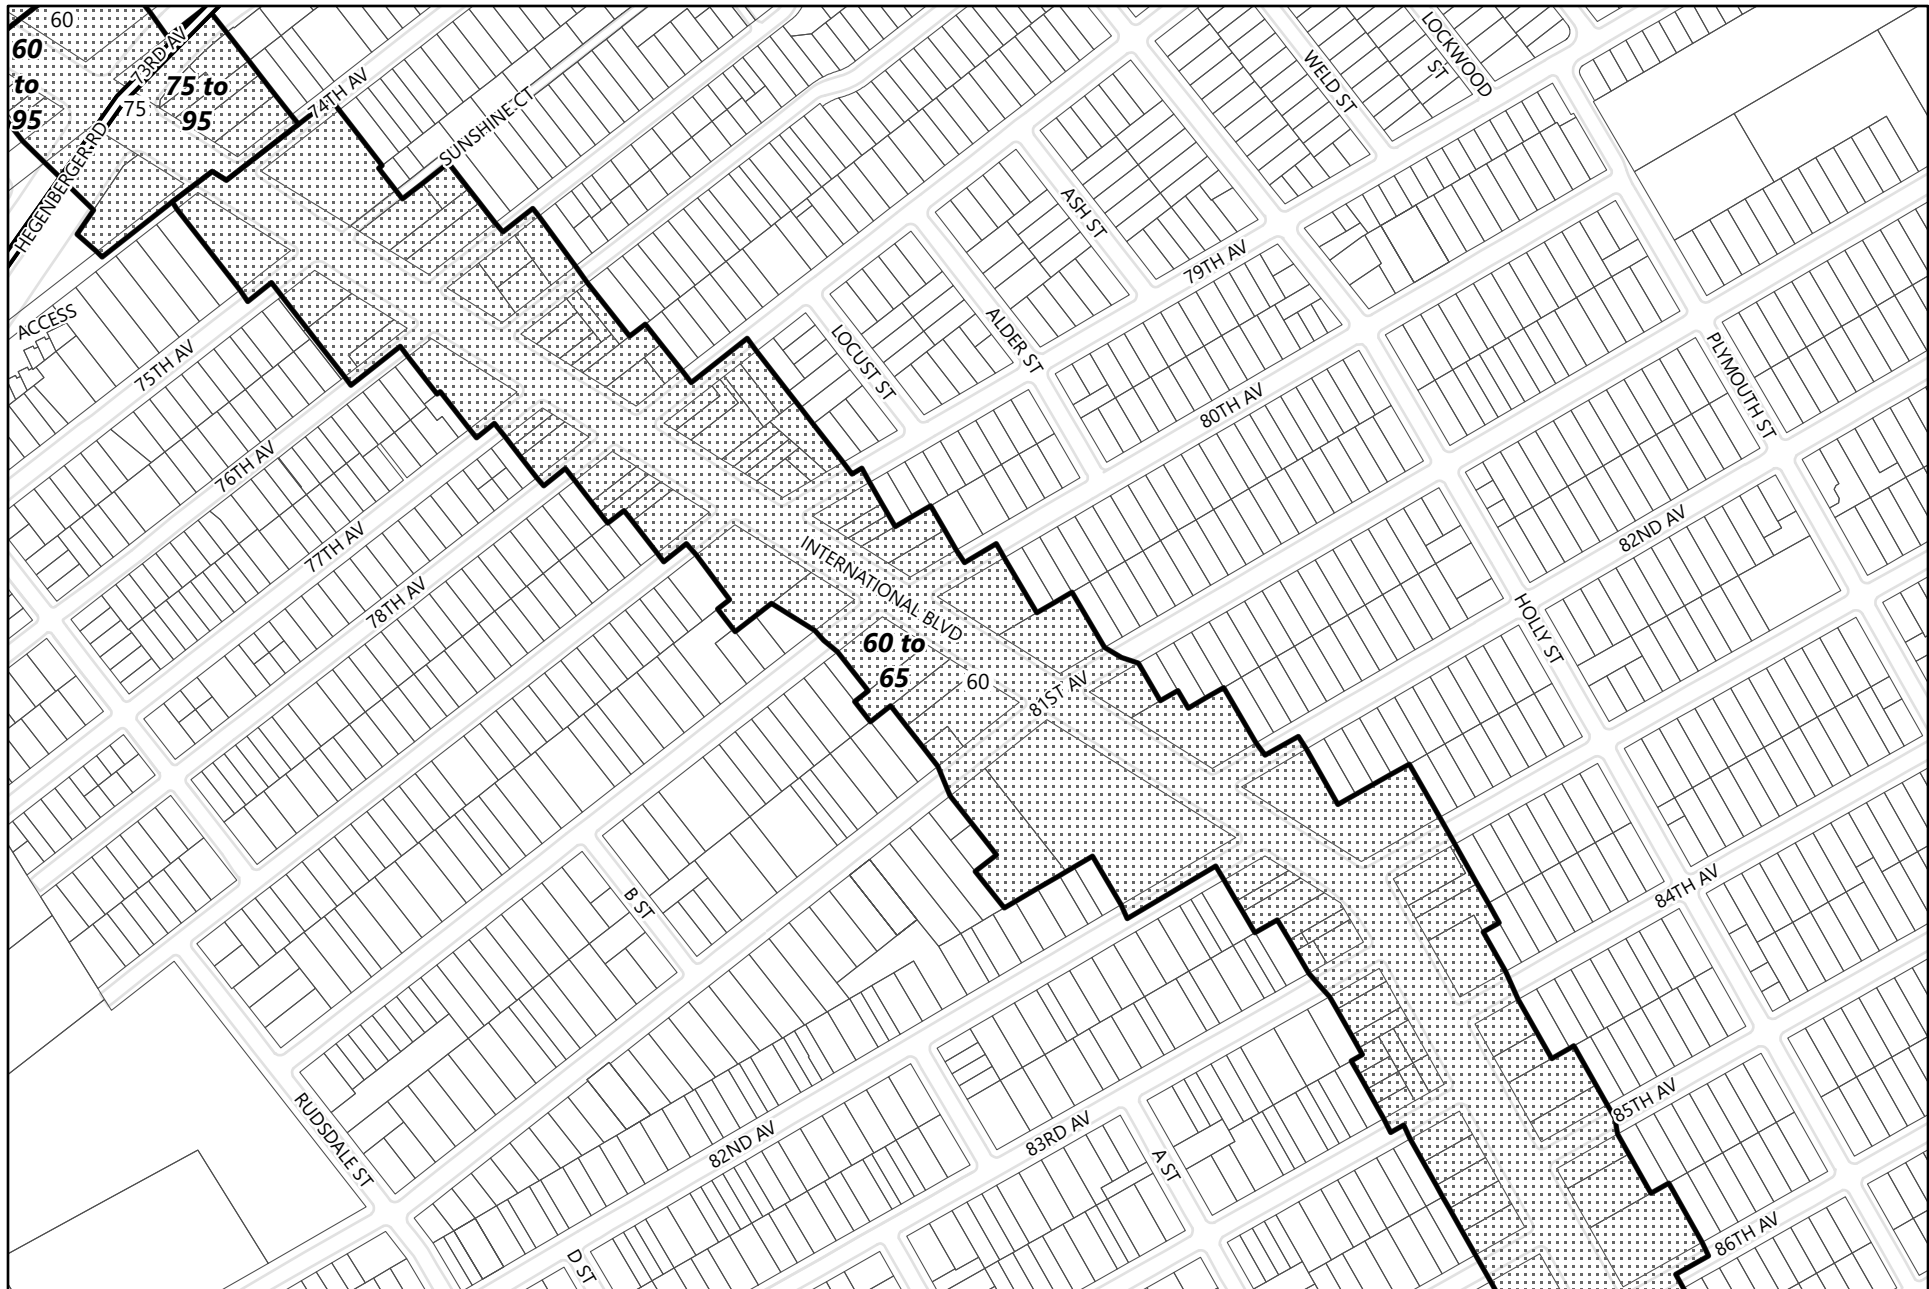 60
60
to
95
73RD AV
75 to
95
75
HEGENBERGER RD
74TH AV
SUNSHINE CT
LOCKWOOD
ST
WELD ST
ASH ST
79TH AV
ACCESS
75TH AV
LOCUST ST
ALDER ST
PLYMOUTH ST
80TH AV
76TH AV
77TH AV
78TH AV
82ND AV
INTERNATIONAL BLVD
60 to
65
60
81ST AV
HOLLY ST
84TH AV
B ST
RUDSDALE ST
82ND AV
83RD AV
A ST
85TH AV
86TH AV
D ST